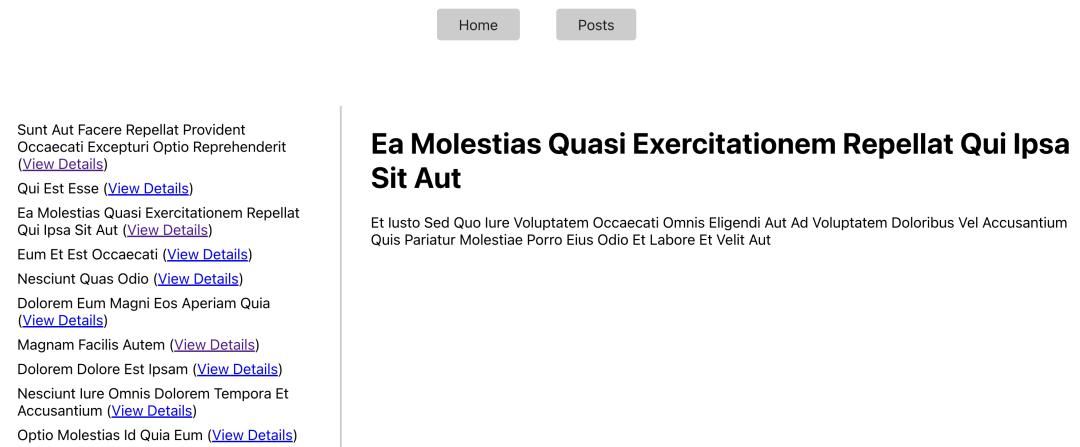 Home
Posts
Sunt Aut Facere Repellat Provident
Occaecati Excepturi Optio Reprehenderit
(View Details)
Qui Est Esse (View Details)
Ea Molestias Quasi Exercitationem Repellat
Qui Ipsa Sit Aut (View Details)
Eum Et Est Occaecati (View Details)
Nesciunt Quas Odio (View Details)
Dolorem Eum Magni Eos Aperiam Quia
(View Details)
Magnam Facilis Autem (View Details)
Dolorem Dolore Est Ipsam (View Details)
Nesciunt Iure Omnis Dolorem Tempora Et
Accusantium (View Details)
Optio Molestias Id Quia Eum (View Details)
Ea Molestias Quasi Exercitationem Repellat Qui Ipsa
Sit Aut
Et Iusto Sed Quo Iure Voluptatem Occaecati Omnis Eligendi Aut Ad Voluptatem Doloribus Vel Accusantium
Quis Pariatur Molestiae Porro Eius Odio Et Labore Et Velit Aut